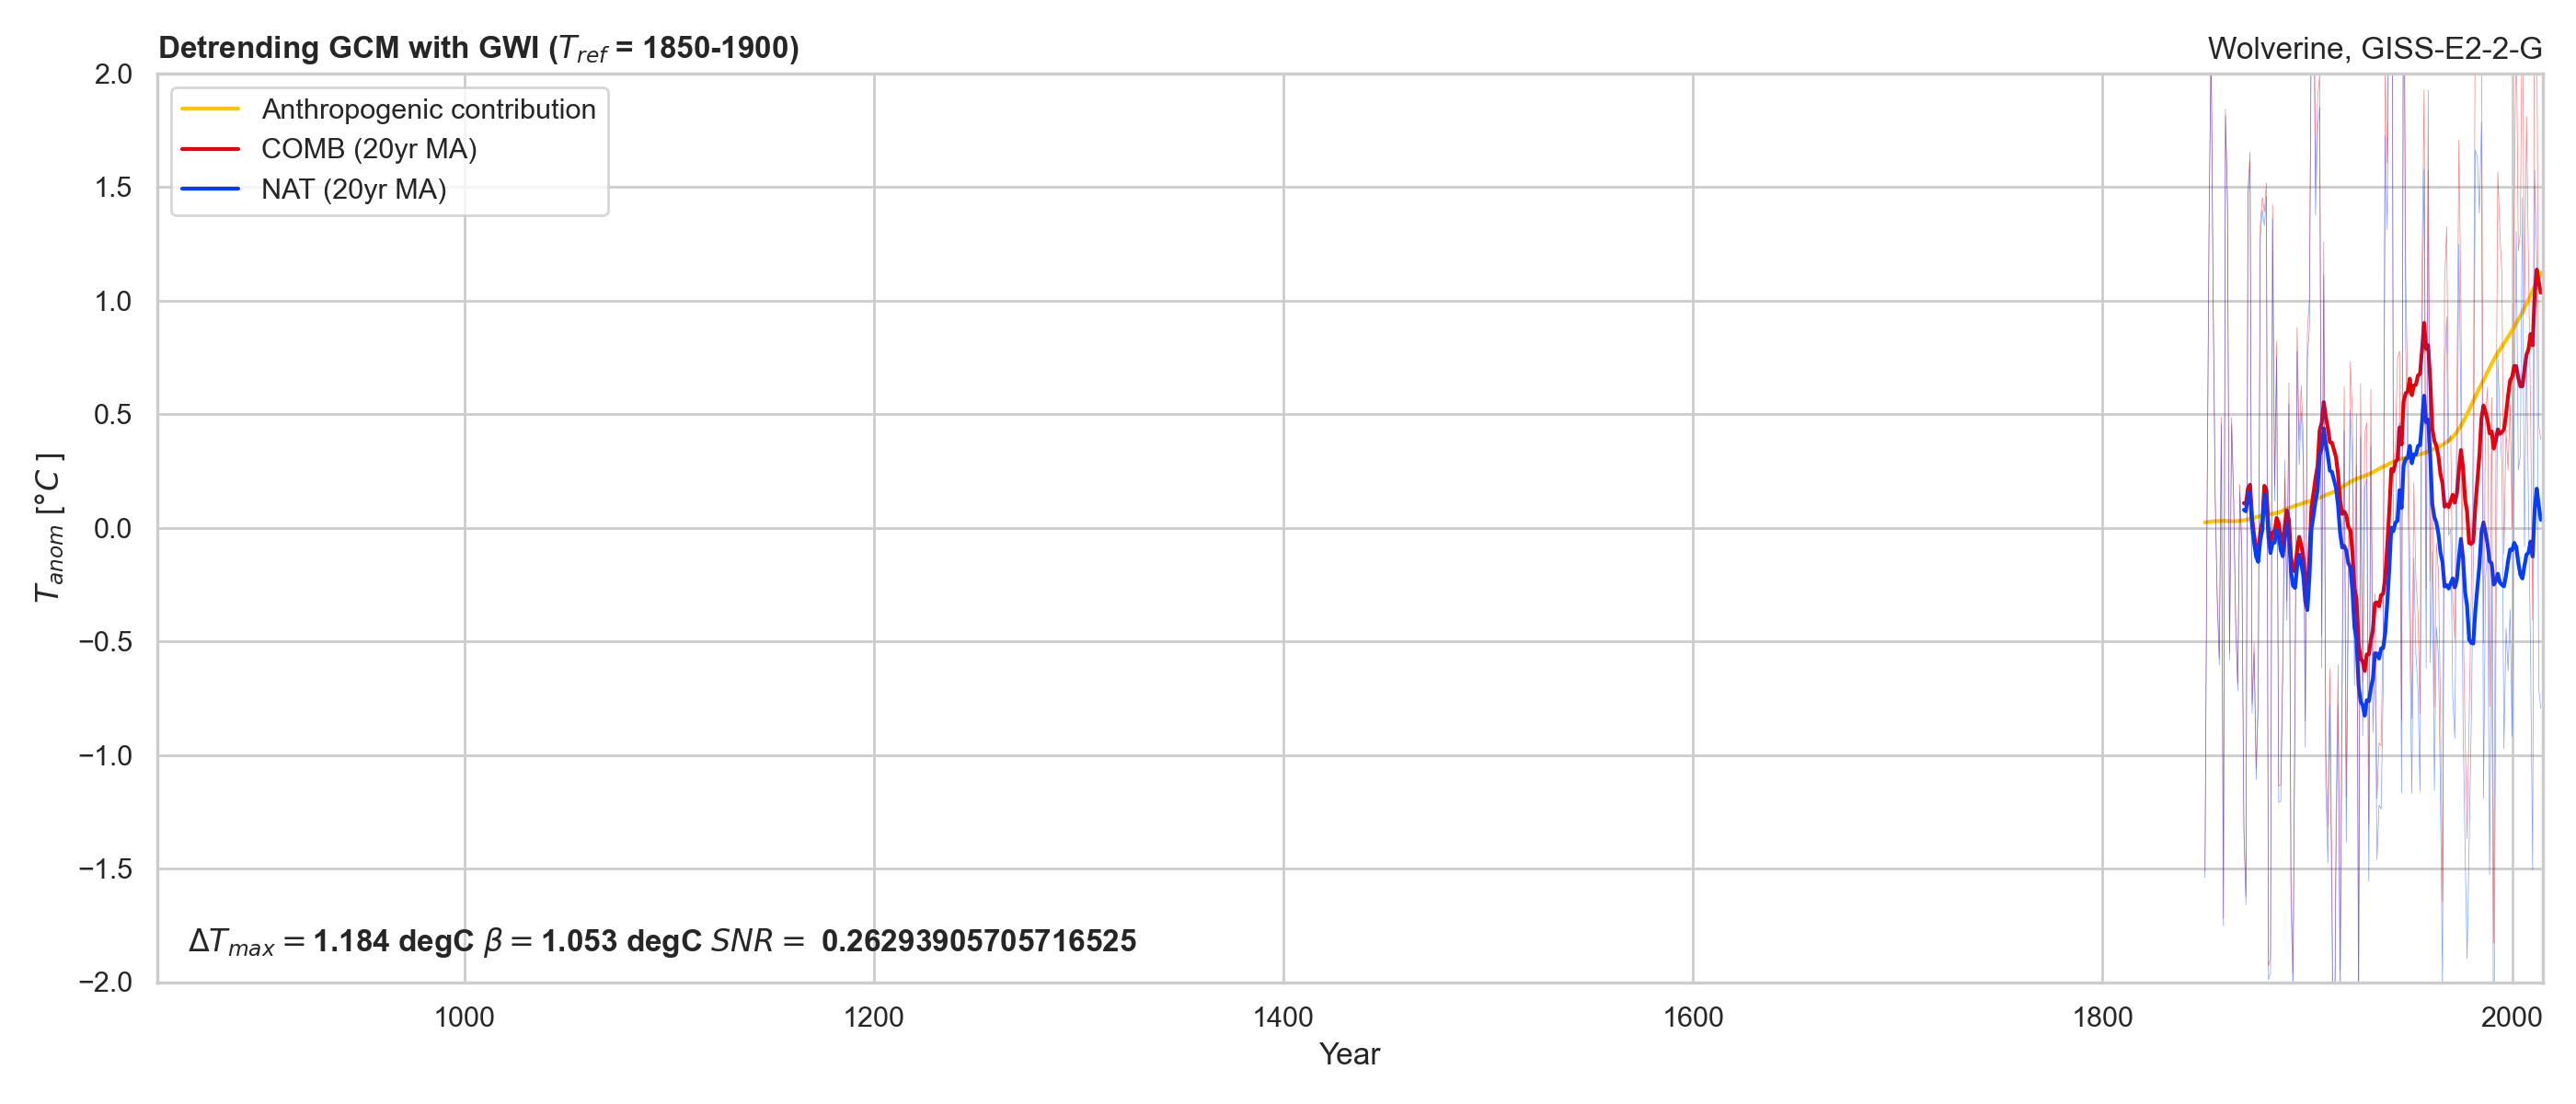 Detrending GCM with GWI (T_ref = 1850-1900)
Wolverine, GISS-E2-2-G
2.0
1.5
1.0
0.5
0.0
−0.5
−1.0
−1.5
−2.0
T_anom [°C ]
Anthropogenic contribution
COMB (20yr MA)
NAT (20yr MA)
ΔT_max = 1.184 degC β = 1.053 degC SNR = 0.26293905705716525
1000 1200 1400 1600 1800 2000
Year